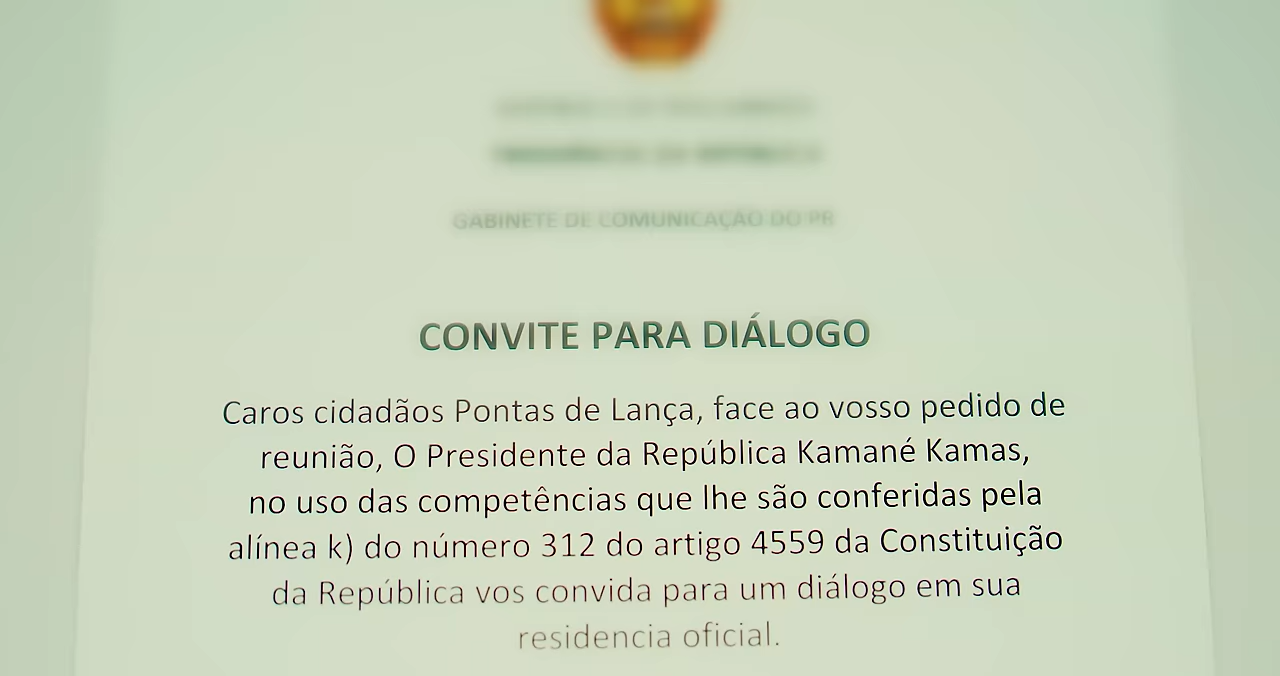 GABINETE DE COMUNICAÇÃO DO PR
CONVITE PARA DIÁLOGO
Caros cidadãos Pontas de Lança, face ao vosso pedido de
reunião, O Presidente da República Kamané Kamas,
no uso das competências que lhe são conferidas pela
alínea k) do número 312 do artigo 4559 da Constituição
da República vos convida para um diálogo em sua
residencia oficial.